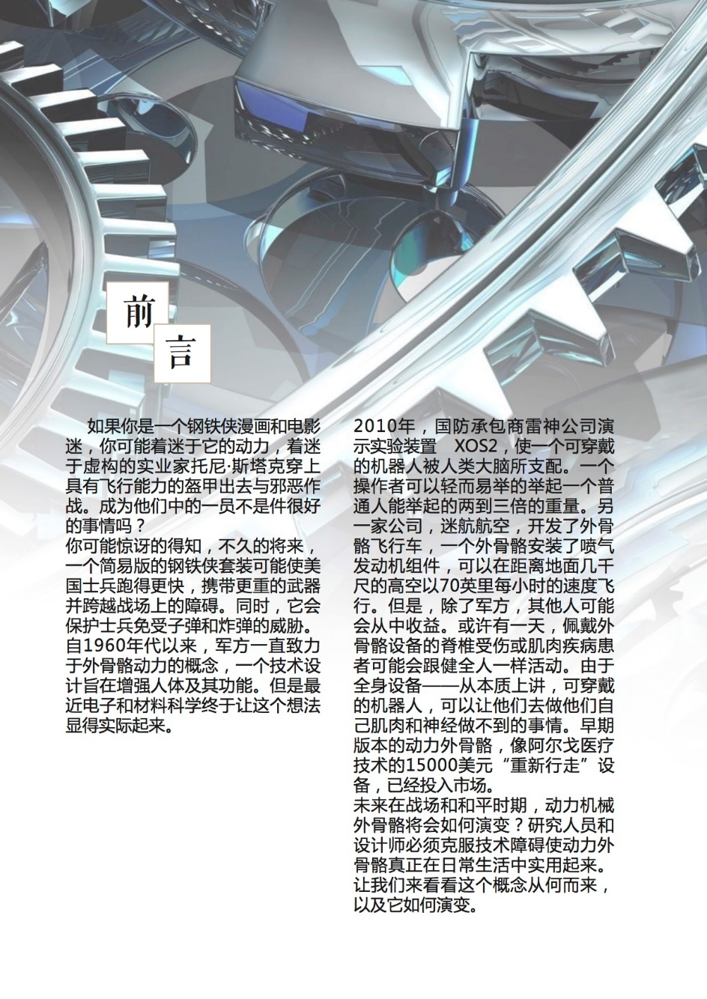 前
言
如果你是一个钢铁侠漫画和电影
迷，你可能着迷于它的动力，着迷
于虚构的实业家托尼·斯塔克穿上
具有飞行能力的盔甲出去与邪恶作
战。成为他们中的一员不是件很好
的事情吗？
你可能惊讶的得知，不久的将来，
一个简易版的钢铁侠套装可能使美
国士兵跑得更快，携带更重的武器
并跨越战场上的障碍。同时，它会
保护士兵免受子弹和炸弹的威胁。
自1960年代以来，军方一直致力
于外骨骼动力的概念，一个技术设
计旨在增强人体及其功能。但是最
近电子和材料科学终于让这个想法
显得实际起来。
2010年，国防承包商雷神公司演
示实验装置　XOS2，使一个可穿戴
的机器人被人类大脑所支配。一个
操作者可以轻而易举的举起一个普
通人能举起的两到三倍的重量。另
一家公司，迷航航空，开发了外骨
骼飞行车，一个外骨骼安装了喷气
发动机组件，可以在距离地面几千
尺的高空以70英里每小时的速度飞
行。但是，除了军方，其他人可能
会从中收益。或许有一天，佩戴外
骨骼设备的脊椎受伤或肌肉疾病患
者可能会跟健全人一样活动。由于
全身设备——从本质上讲，可穿戴
的机器人，可以让他们去做他们自
己肌肉和神经做不到的事情。早期
版本的动力外骨骼，像阿尔戈医疗
技术的15000美元“重新行走”设
备，已经投入市场。
未来在战场和和平时期，动力机械
外骨骼将会如何演变？研究人员和
设计师必须克服技术障碍使动力外
骨骼真正在日常生活中实用起来。
让我们来看看这个概念从何而来，
以及它如何演变。